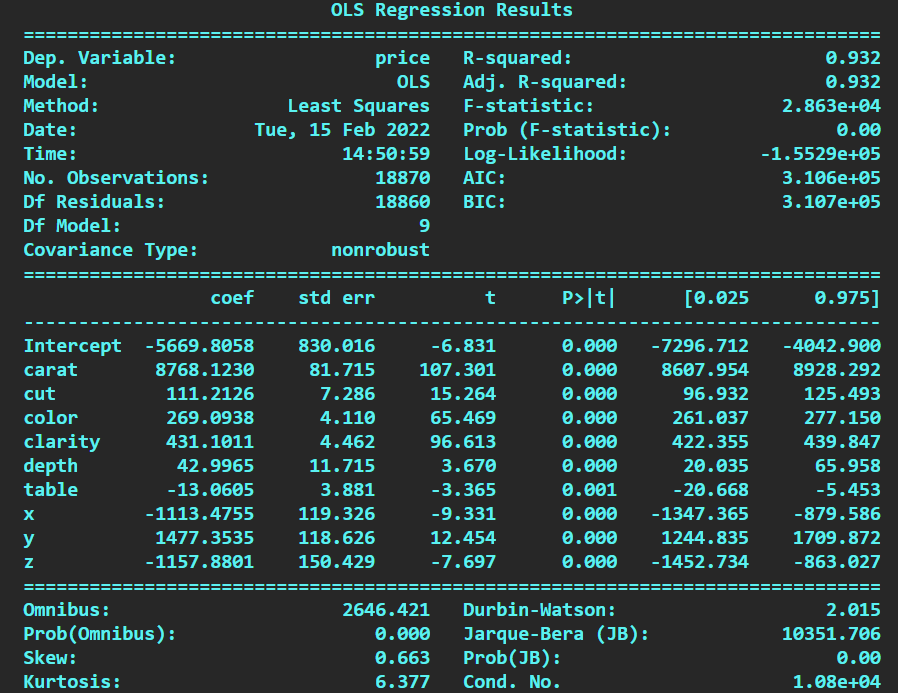 OLS Regression Results
==============================================================================
Dep. Variable:                  price   R-squared:                       0.932
Model:                            OLS   Adj. R-squared:                  0.932
Method:                 Least Squares   F-statistic:                 2.863e+04
Date:                Tue, 15 Feb 2022   Prob (F-statistic):               0.00
Time:                        14:50:59   Log-Likelihood:            -1.5529e+05
No. Observations:               18870   AIC:                         3.106e+05
Df Residuals:                   18860   BIC:                         3.107e+05
Df Model:                           9
Covariance Type:            nonrobust
==============================================================================
                 coef    std err          t      P>|t|      [0.025      0.975]
------------------------------------------------------------------------------
Intercept  -5669.8058    830.016     -6.831      0.000   -7296.712   -4042.900
carat       8768.1230     81.715    107.301      0.000    8607.954    8928.292
cut          111.2126      7.286     15.264      0.000      96.932     125.493
color        269.0938      4.110     65.469      0.000     261.037     277.150
clarity      431.1011      4.462     96.613      0.000     422.355     439.847
depth         42.9965     11.715      3.670      0.000      20.035      65.958
table        -13.0605      3.881     -3.365      0.001     -20.668      -5.453
x          -1113.4755    119.326     -9.331      0.000   -1347.365    -879.586
y           1477.3535    118.626     12.454      0.000    1244.835    1709.872
z          -1157.8801    150.429     -7.697      0.000   -1452.734    -863.027
==============================================================================
Omnibus:                     2646.421   Durbin-Watson:                   2.015
Prob(Omnibus):                  0.000   Jarque-Bera (JB):            10351.706
Skew:                           0.663   Prob(JB):                         0.00
Kurtosis:                       6.377   Cond. No.                     1.08e+04